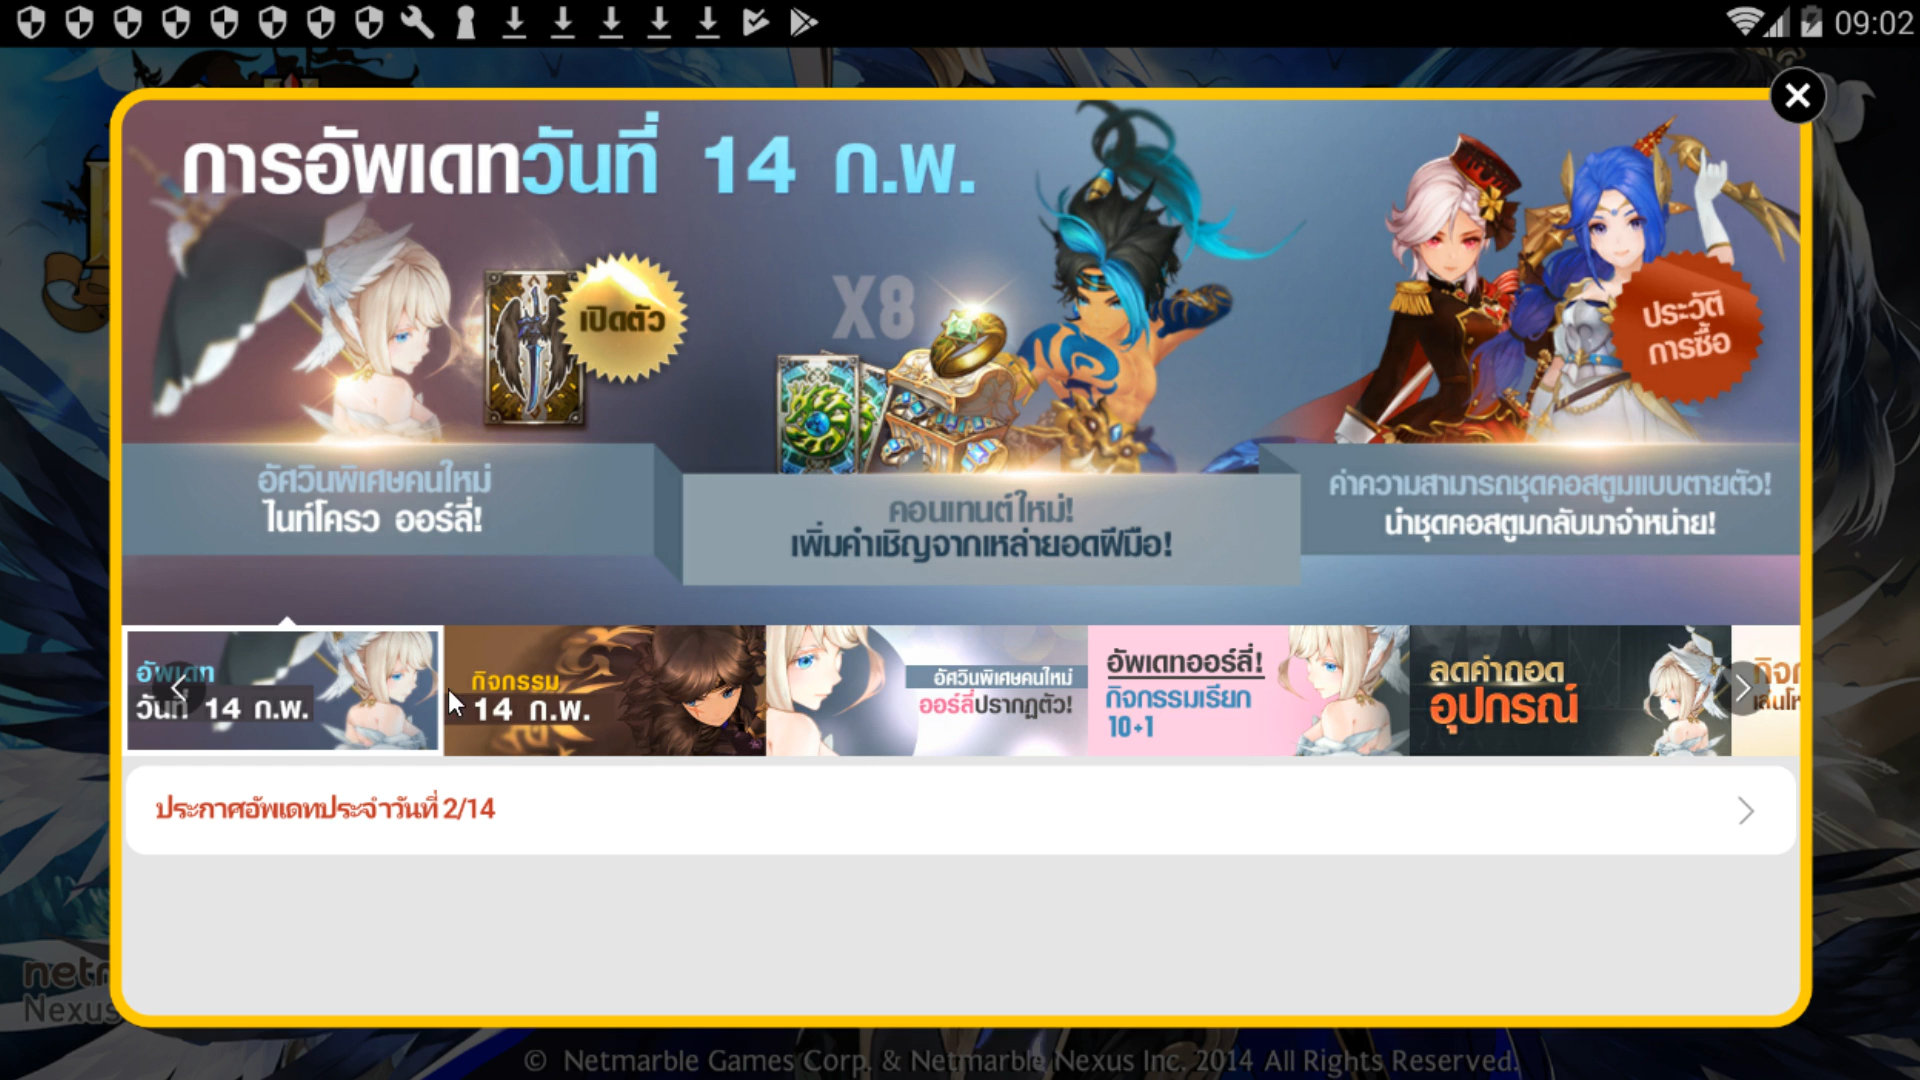 09:02
การอัพเดทวันที่ 14 ก.พ.
เปิดตัว
X8
ประวัติ
การซื้อ
อัศวินพิเศษคนใหม่
ไนท์โครว ออร์ลี่!
คอนเทนต์ใหม่!
เพิ่มคำเชิญจากเหล่ายอดฝีมือ!
ค่าความสามารถชุดคอสตูมแบบตายตัว!
นำชุดคอสตูมกลับมาจำหน่าย!
อัพเดท
วันที่ 14 ก.พ.
กิจกรรม
14 ก.พ.
อัศวินพิเศษคนใหม่
ออร์ลี่ปรากฏตัว!
อัพเดทออร์ลี่!
กิจกรรมเรียก
10+1
ลดค่าถอด
อุปกรณ์
ประกาศอัพเดทประจำวันที่ 2/14
Nexus
© Netmarble Games Corp. & Netmarble Nexus Inc. 2014 All Rights Reserved.